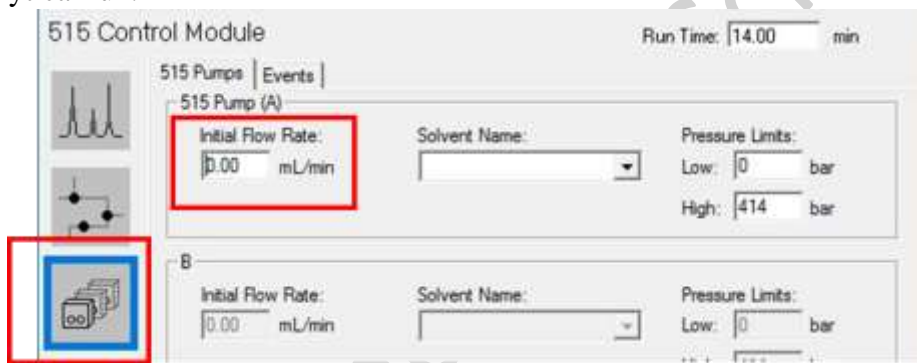 515 Control Module
Run Time: 14.00 min
515 Pumps Events
515 Pump (A)
Initial Flow Rate: Solvent Name: Pressure Limits:
0.00 mL/min Low: 0 bar
High: 414 bar
B
Initial Flow Rate: Solvent Name: Pressure Limits:
0.00 mL/min Low: 0 bar